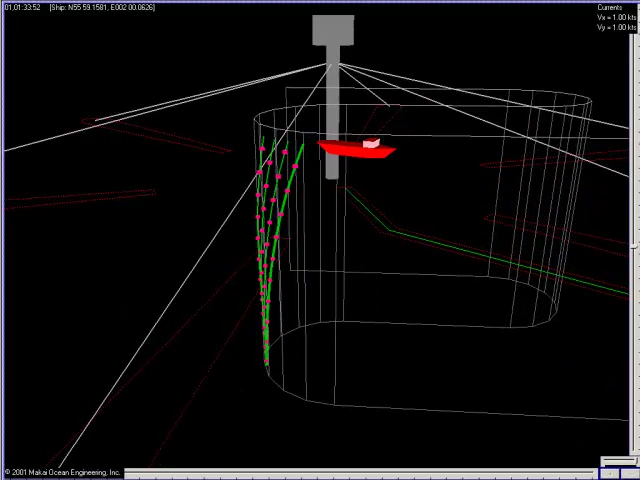 01,01:33:52 [Ship: N55 59.1581, E002 00.0626]
Currents
Vx = 1.00 kts
Vy = 1.00 kts
© 2001 Makai Ocean Engineering, Inc.